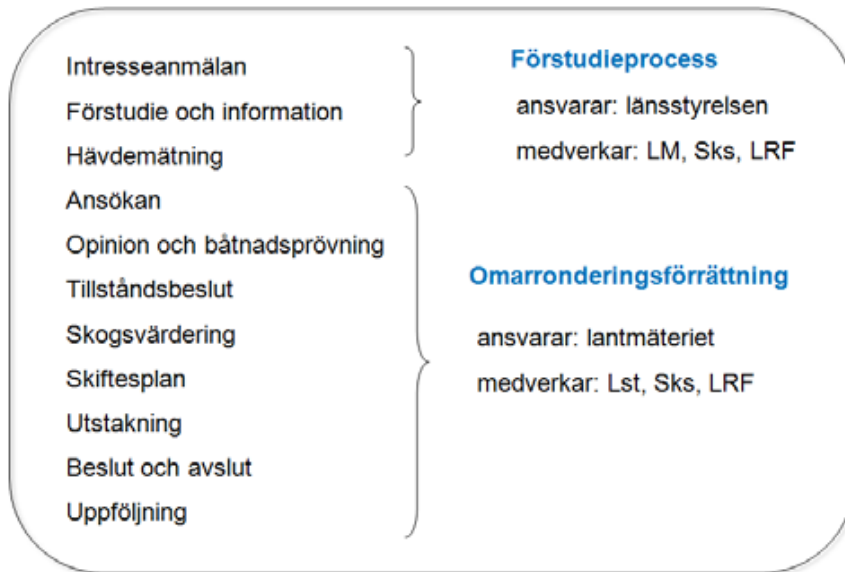 Intresseanmälan
Förstudie och information
Hävdemätning
Ansökan
Opinion och båtnadsprövning
Tillståndsbeslut
Skogsvärdering
Skiftesplan
Utstakning
Beslut och avslut
Uppföljning
Förstudieprocess
ansvarar: länsstyrelsen
medverkar: LM, Sks, LRF
Omarronderingsförrättning
ansvarar: lantmäteriet
medverkar: Lst, Sks, LRF